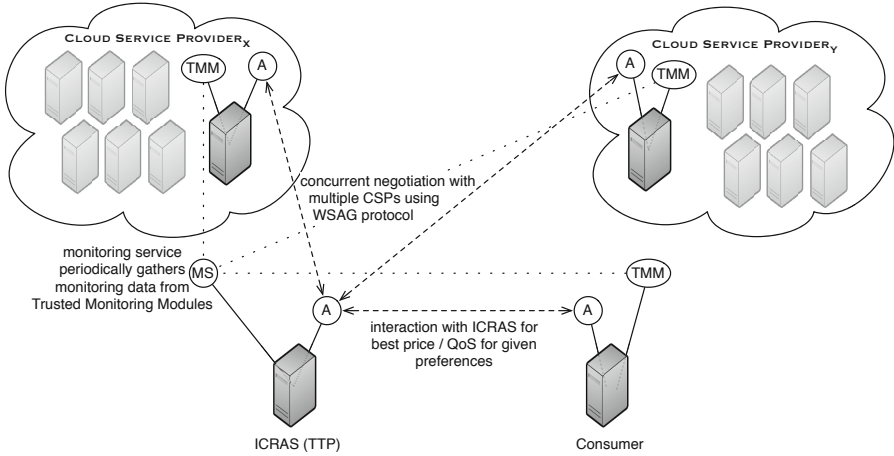 CLOUD SERVICE PROVIDERX
TMM
A
CLOUD SERVICE PROVIDERY
A
TMM
concurrent negotiation with
multiple CSPs using
WSAG protocol
monitoring service
periodically gathers
monitoring data from
Trusted Monitoring Modules
MS
TMM
A
A
interaction with ICRAS for
best price / QoS for given
preferences
ICRAS (TTP)
Consumer